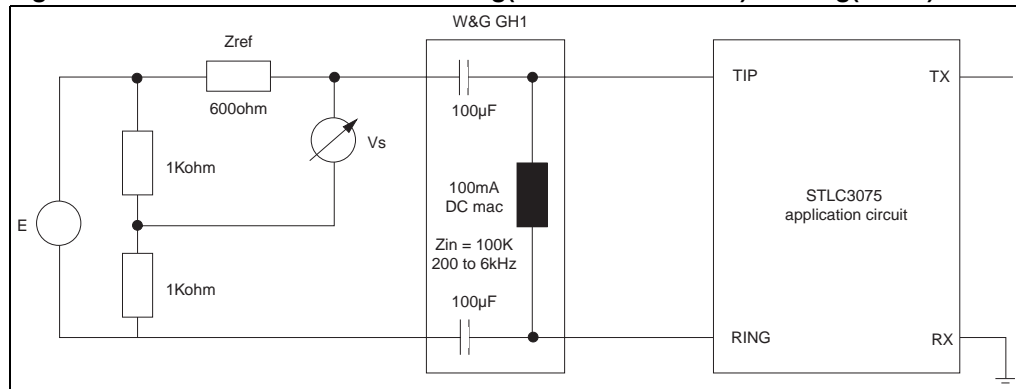 W&G GH1
Zref
TIP
TX
600ohm
100µF
Vs
1Kohm
100mA
DC mac
STLC3075
application circuit
E
Zin = 100K
200 to 6kHz
1Kohm
100µF
RING
RX